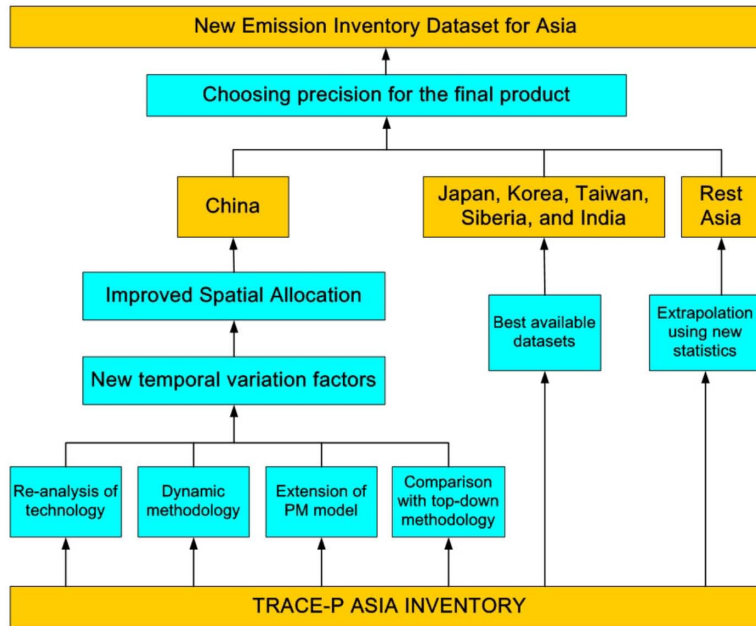 New Emission Inventory Dataset for Asia
Choosing precision for the final product
China
Japan, Korea, Taiwan,
Siberia, and India
Rest
Asia
Improved Spatial Allocation
Best available
datasets
Extrapolation
using new
statistics
New temporal variation factors
Re-analysis of
technology
Dynamic
methodology
Extension of
PM model
Comparison
with top-down
methodology
TRACE-P ASIA INVENTORY